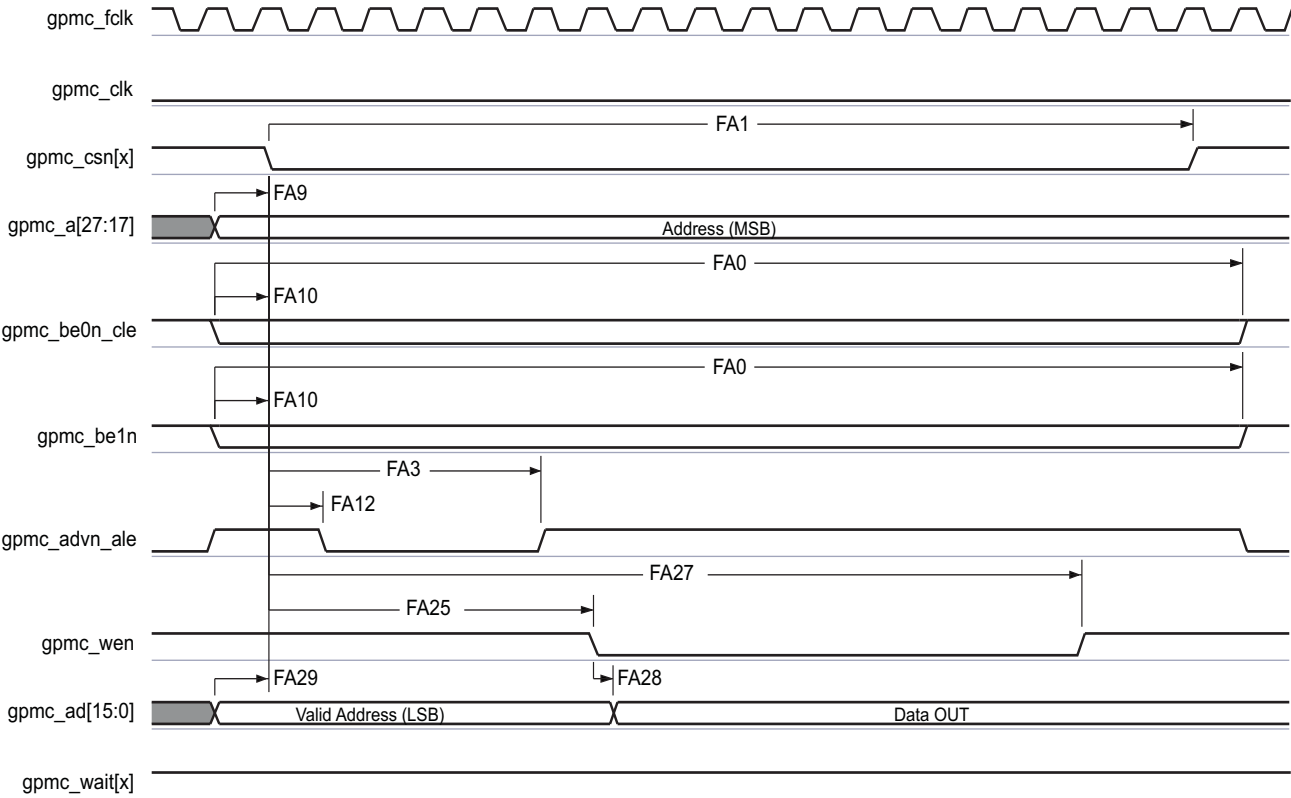 gpmc_fclk
gpmc_clk
FA1
gpmc_csn[x]
FA9
gpmc_a[27:17]
Address (MSB)
FA0
FA10
gpmc_be0n_cle
FA0
FA10
gpmc_be1n
FA3
FA12
gpmc_advn_ale
FA27
FA25
gpmc_wen
FA29
FA28
gpmc_ad[15:0]
Valid Address (LSB)
Data OUT
gpmc_wait[x]